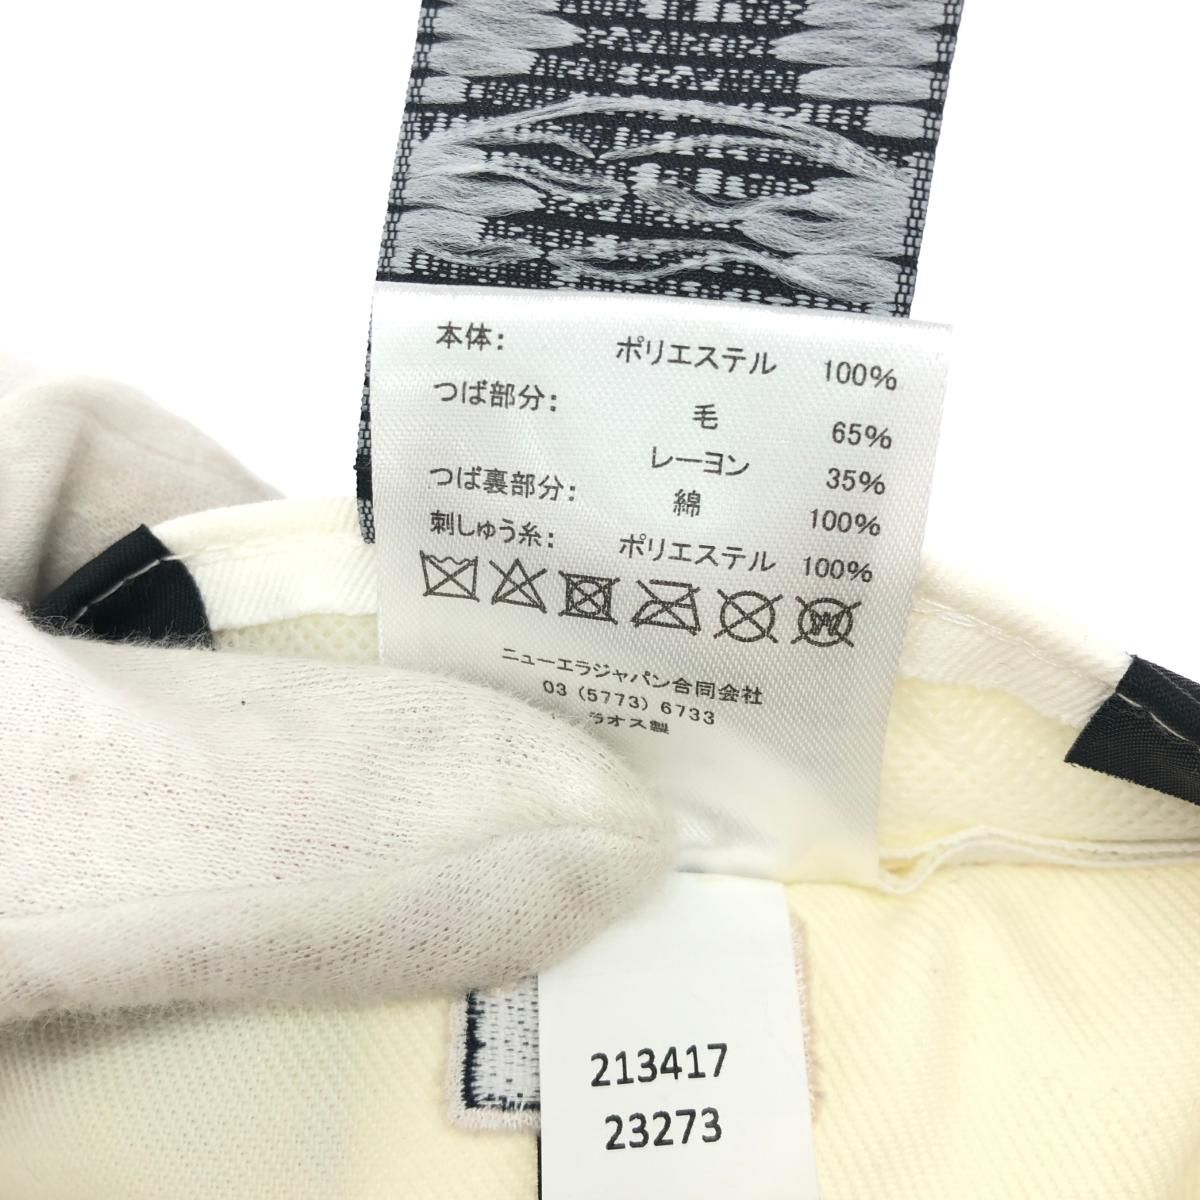 本体: ポリエステル 100%
つば部分: 毛 65%
レーヨン 35%
つば裏部分: 綿 100%
刺しゅう糸: ポリエステル 100%
ニューエラジャパン合同会社
03 (5773) 6733
ラオス製
213417
23273